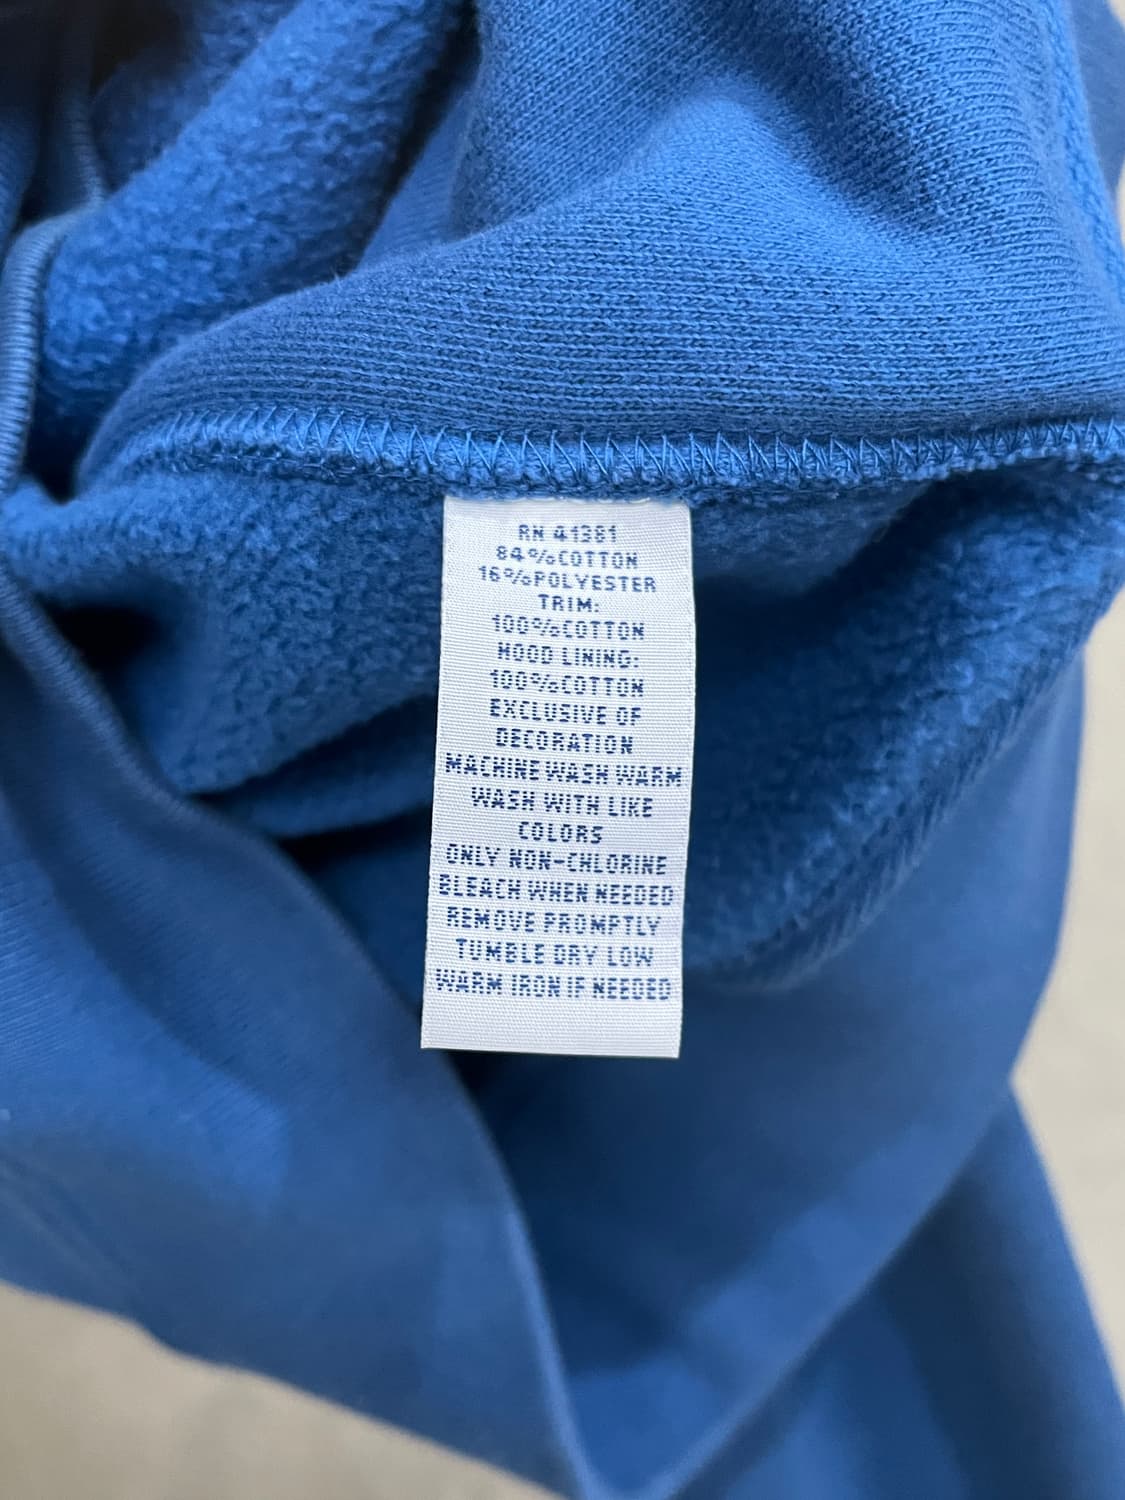 RN 41381
84%COTTON
16%POLYESTER
TRIM:
100%COTTON
HOOD LINING:
100%COTTON
EXCLUSIVE OF
DECORATION
MACHINE WASH WARM
WASH WITH LIKE
COLORS
ONLY NON-CHLORINE
BLEACH WHEN NEEDED
REMOVE PROMPTLY
TUMBLE DRY LOW
WARM IRON IF NEEDED